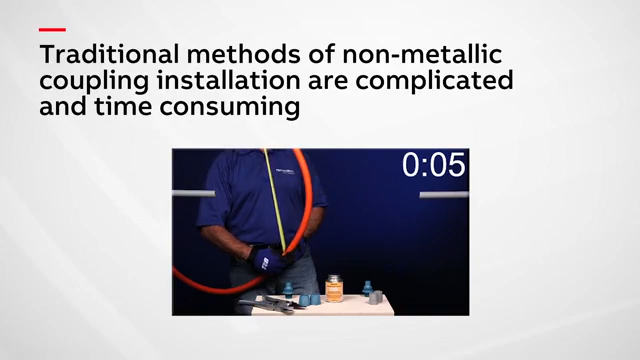 Traditional methods of non-metallic
coupling installation are complicated
and time consuming
0:05